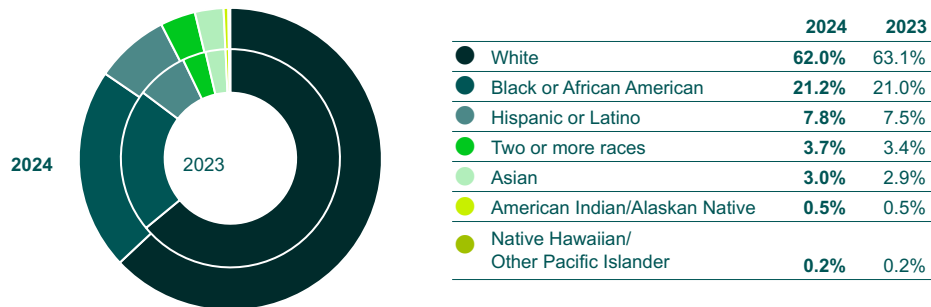 2024 2023
White 62.0% 63.1%
Black or African American 21.2% 21.0%
Hispanic or Latino 7.8% 7.5%
Two or more races 3.7% 3.4%
Asian 3.0% 2.9%
American Indian/Alaskan Native 0.5% 0.5%
Native Hawaiian/
Other Pacific Islander 0.2% 0.2%
2024
2023